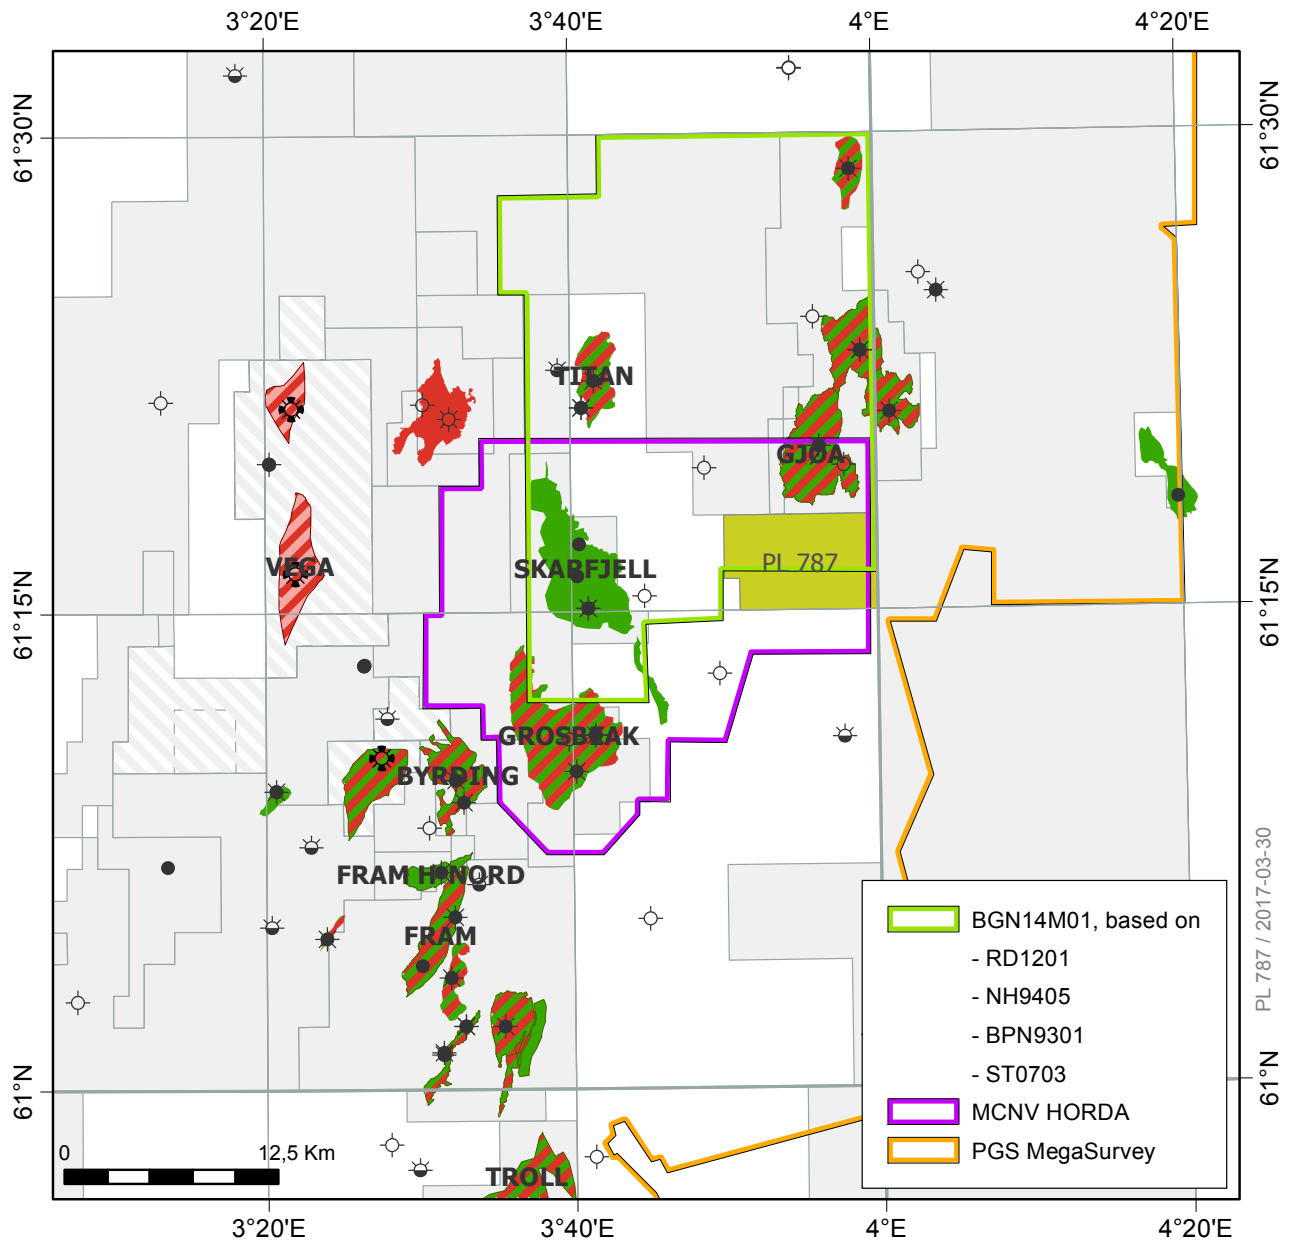 3°20'E
3°40'E
4°E
4°20'E
61°30'N
61°30'N
TITAN
GJØA
PL 787
SKARFJELL
VEGA
61°15'N
61°15'N
GROSBEAK
BYRDING
FRAM H-NORD
FRAM
BGN14M01, based on
- RD1201
- NH9405
- BPN9301
- ST0703
MCNV HORDA
PGS MegaSurvey
PL 787 / 2017-03-30
61°N
61°N
0
12,5 Km
TROLL
3°20'E
3°40'E
4°E
4°20'E